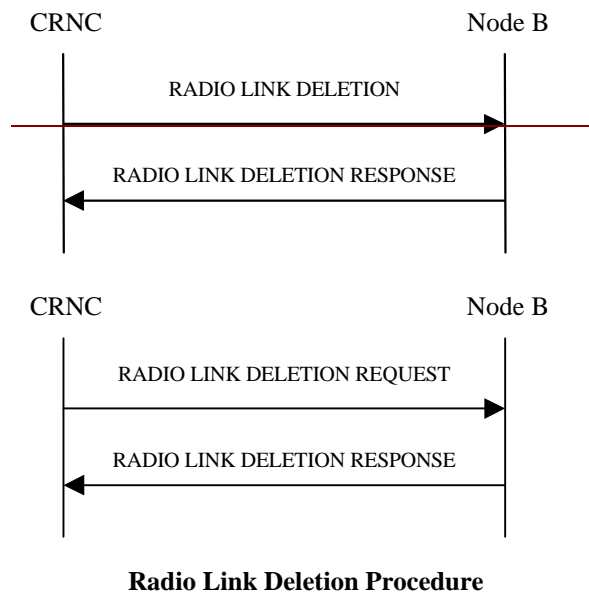 CRNC Node B
RADIO LINK DELETION
RADIO LINK DELETION RESPONSE
CRNC Node B
RADIO LINK DELETION REQUEST
RADIO LINK DELETION RESPONSE
Radio Link Deletion Procedure